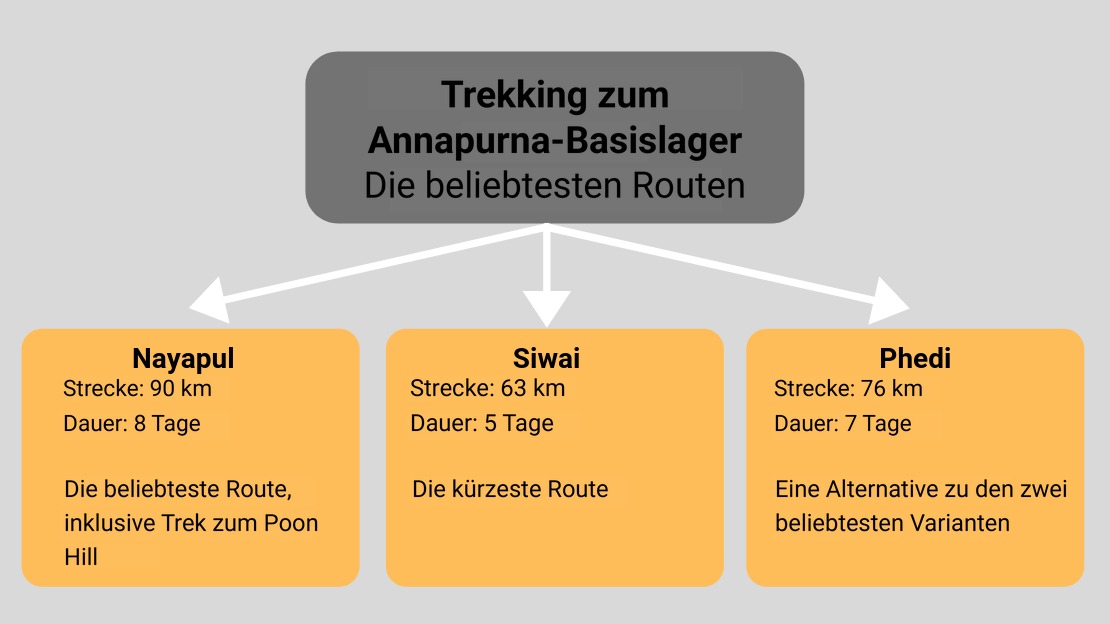 Trekking zum
Annapurna-Basislager
Die beliebtesten Routen
Nayapul
Strecke: 90 km
Dauer: 8 Tage
Die beliebteste Route,
inklusive Trek zum Poon
Hill
Siwai
Strecke: 63 km
Dauer: 5 Tage
Die kürzeste Route
Phedi
Strecke: 76 km
Dauer: 7 Tage
Eine Alternative zu den zwei
beliebtesten Varianten